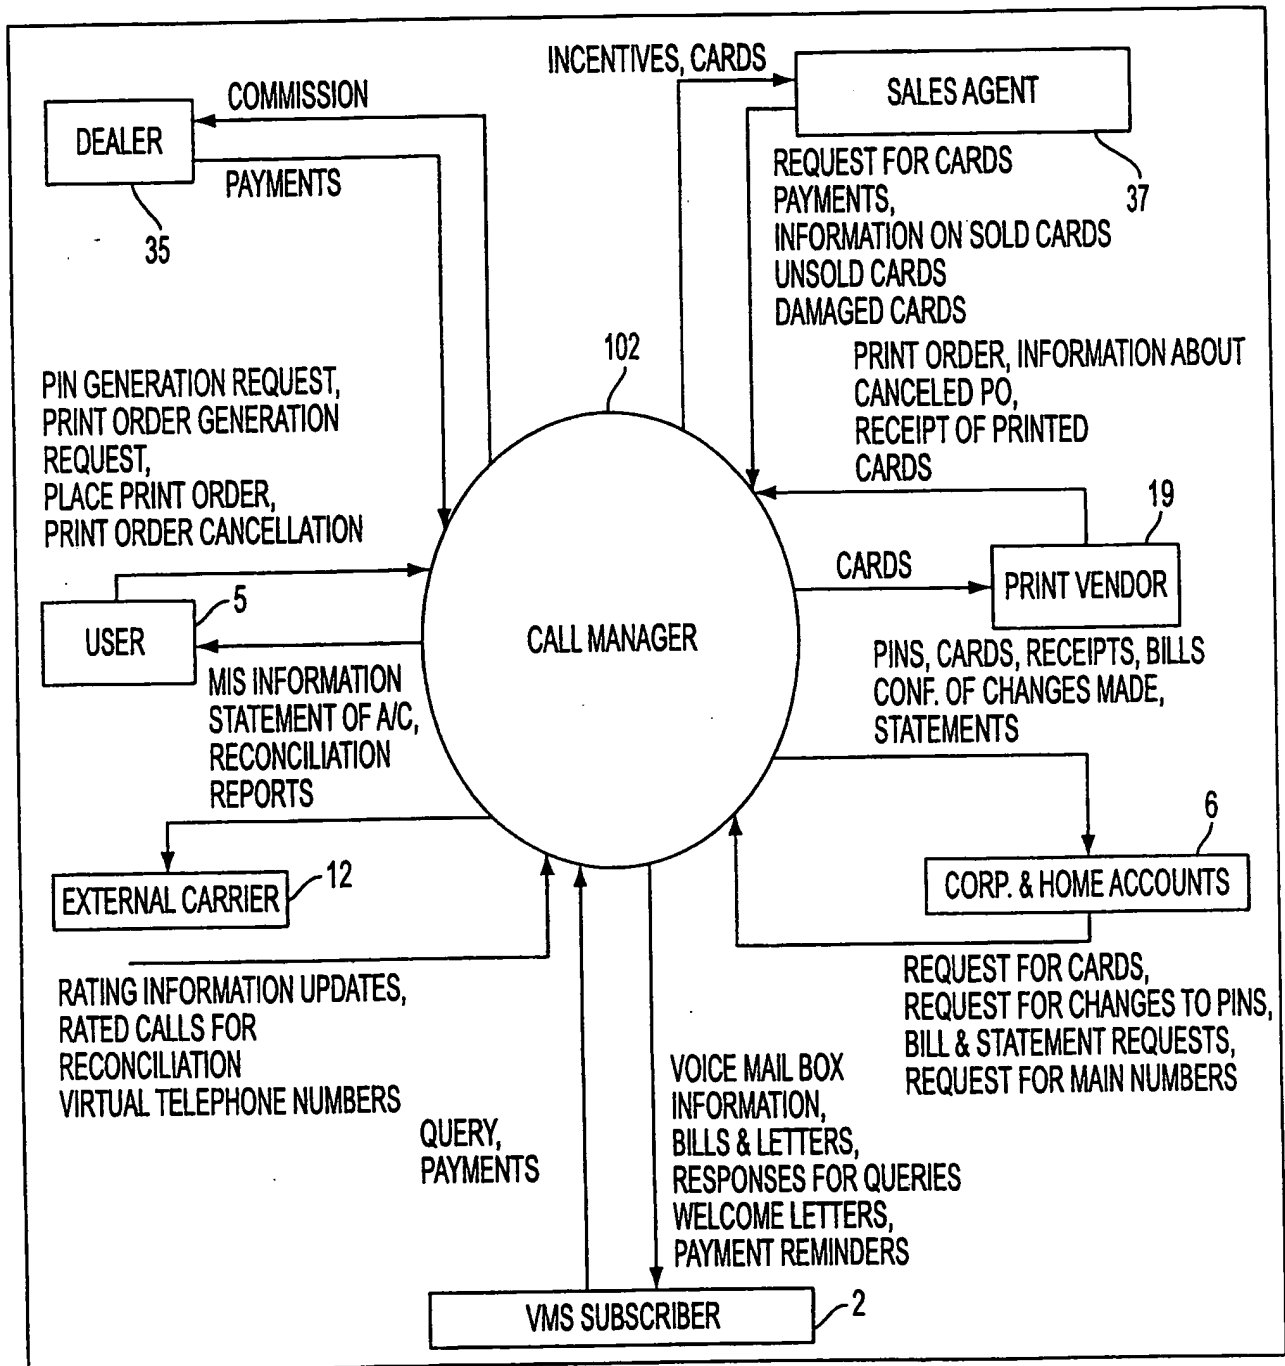 INCENTIVES, CARDS
SALES AGENT
37
COMMISSION
DEALER
PAYMENTS
35
REQUEST FOR CARDS
PAYMENTS,
INFORMATION ON SOLD CARDS
UNSOLD CARDS
DAMAGED CARDS
102
PRINT ORDER, INFORMATION ABOUT
CANCELED PO,
RECEIPT OF PRINTED
CARDS
PIN GENERATION REQUEST,
PRINT ORDER GENERATION
REQUEST,
PLACE PRINT ORDER,
PRINT ORDER CANCELLATION
19
CARDS
PRINT VENDOR
5
USER
CALL MANAGER
MIS INFORMATION
STATEMENT OF A/C,
RECONCILIATION
REPORTS
PINS, CARDS, RECEIPTS, BILLS
CONF. OF CHANGES MADE,
STATEMENTS
6
CORP. & HOME ACCOUNTS
12
EXTERNAL CARRIER
RATING INFORMATION UPDATES,
RATED CALLS FOR
RECONCILIATION
VIRTUAL TELEPHONE NUMBERS
REQUEST FOR CARDS,
REQUEST FOR CHANGES TO PINS,
BILL & STATEMENT REQUESTS,
REQUEST FOR MAIN NUMBERS
QUERY,
PAYMENTS
VOICE MAIL BOX
INFORMATION,
BILLS & LETTERS,
RESPONSES FOR QUERIES
WELCOME LETTERS,
PAYMENT REMINDERS
VMS SUBSCRIBER
2